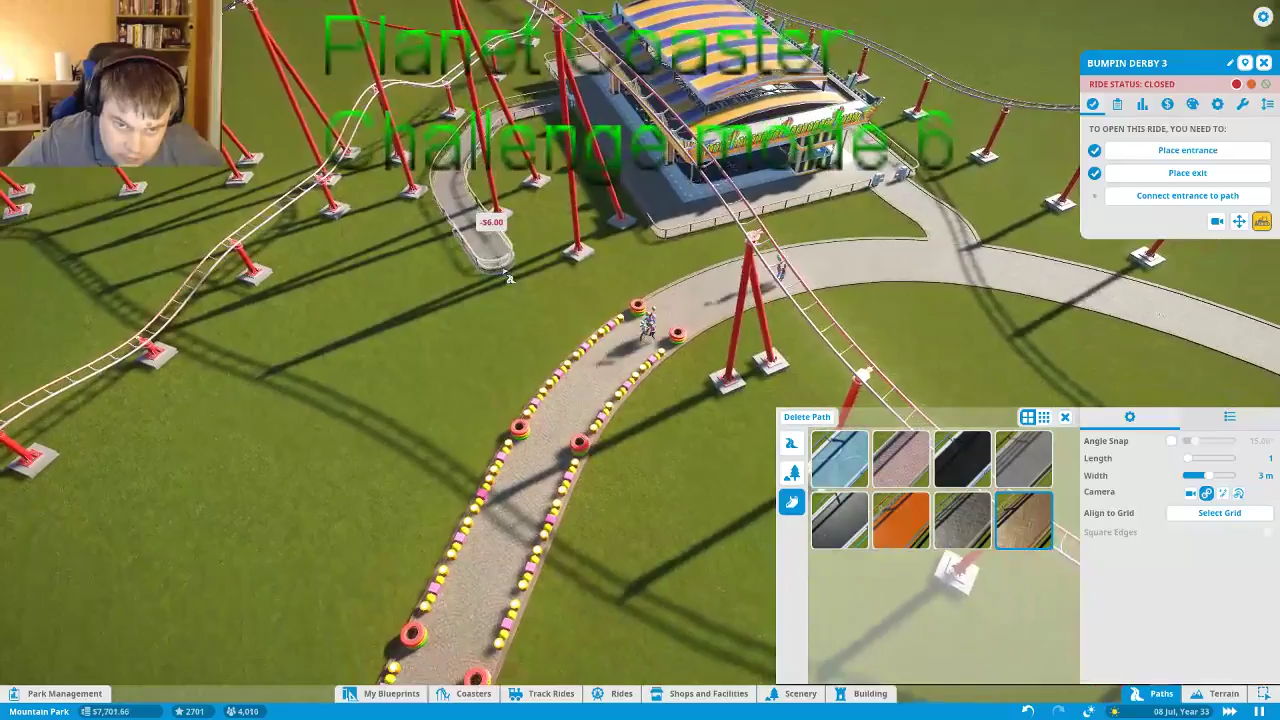 Planet Coaster:
Challenge mode 6
BUMPIN DERBY 3
RIDE STATUS: CLOSED
TO OPEN THIS RIDE, YOU NEED TO:
Place entrance
Place exit
Connect entrance to path
-$6.00
Delete Path
Angle Snap 15.00°
Length 1
Width 3 m
Camera
Align to Grid Select Grid
Square Edges
Park Management My Blueprints Coasters Track Rides Rides Shops and Facilities Scenery Building Paths Terrain
Mountain Park $7,701.66 2701 4,010 08 Jul, Year 33